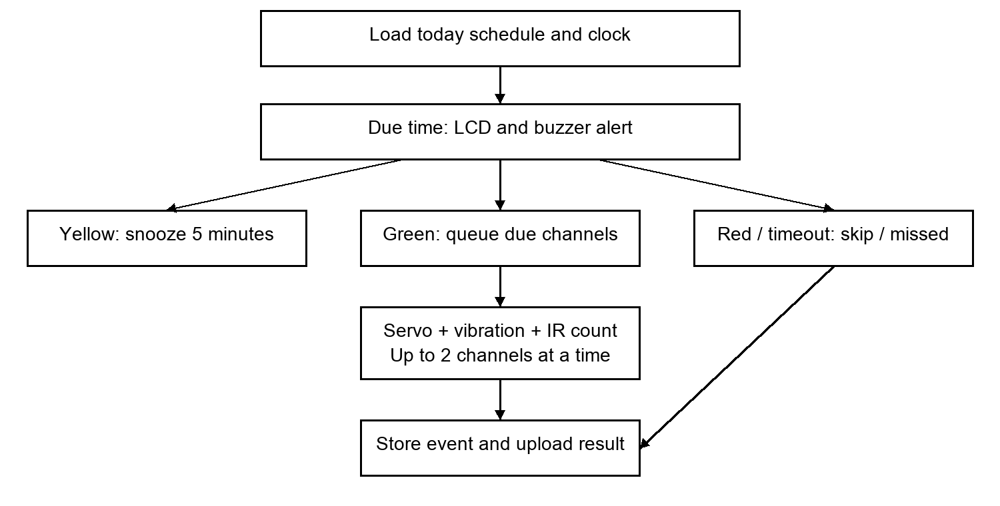 Load today schedule and clock
Due time: LCD and buzzer alert
Yellow: snooze 5 minutes
Green: queue due channels
Red / timeout: skip / missed
Servo + vibration + IR count
Up to 2 channels at a time
Store event and upload result